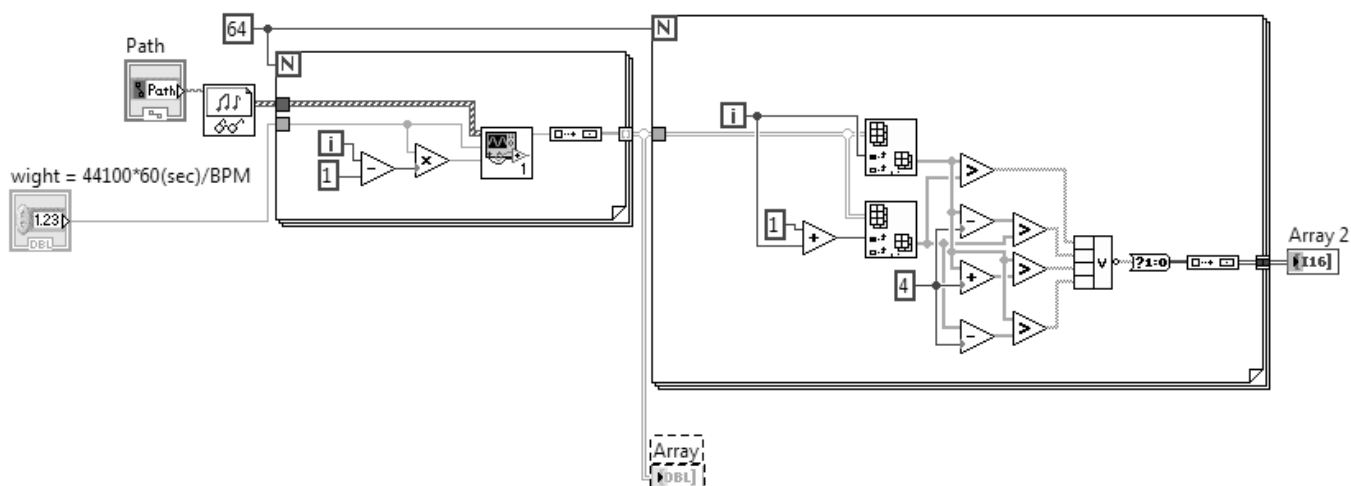 64
N
N
Path
Path
i
i
1
×
1
-
wight = 44100*60(sec)/BPM
1.23
DBL
1
+
>
-
>
4
+
>
-
>
V
?1:0
Array 2
I16]
Array
[DBL]